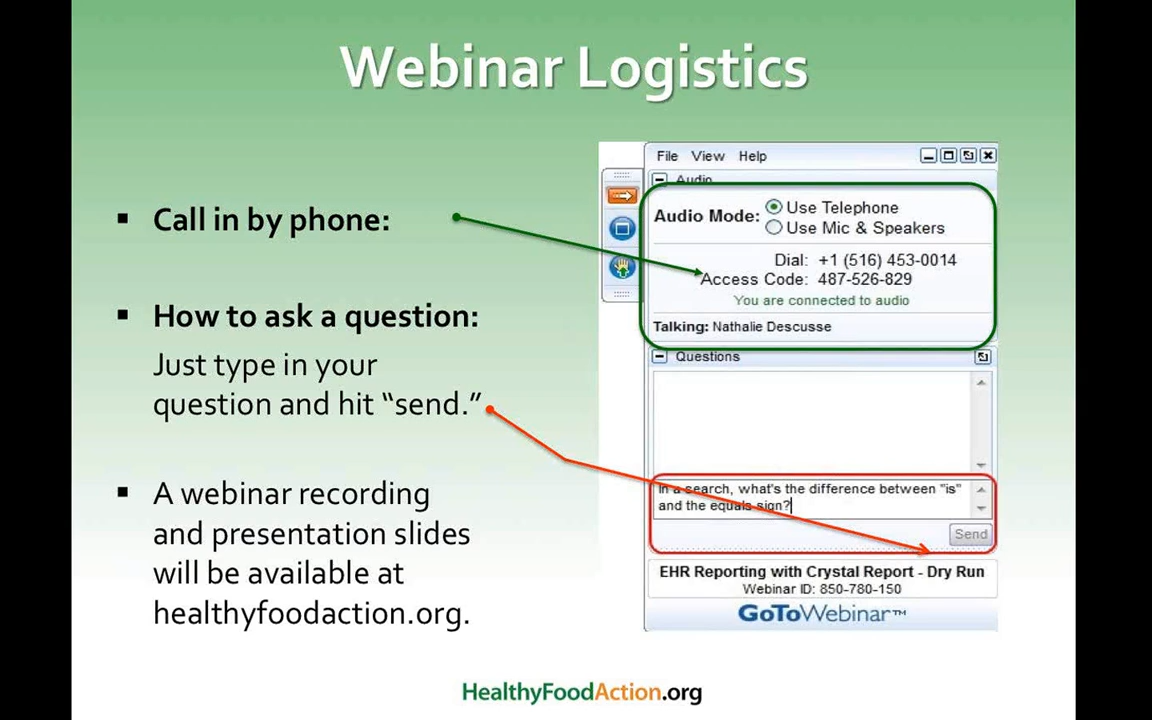 Webinar Logistics
▪ Call in by phone:
▪ How to ask a question:
Just type in your
question and hit “send.”
▪ A webinar recording
and presentation slides
will be available at
healthyfoodaction.org.
File View Help
Audio
Audio Mode: Use Telephone
Use Mic & Speakers
Dial: +1 (516) 453-0014
Access Code: 487-526-829
You are connected to audio
Talking: Nathalie Descusse
Questions
In a search, what's the difference between "is"
and the equals sign?
Send
EHR Reporting with Crystal Report - Dry Run
Webinar ID: 850-780-150
GoToWebinar™
HealthyFoodAction.org